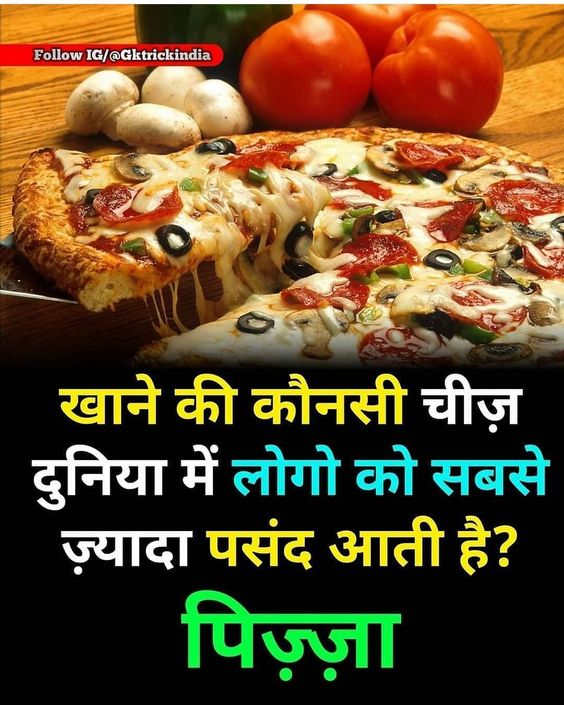 Follow IG/@Gktrickindia
खाने की कौनसी चीज़
दुनिया में लोगो को सबसे
ज़्यादा पसंद आती है?
पिज़्ज़ा